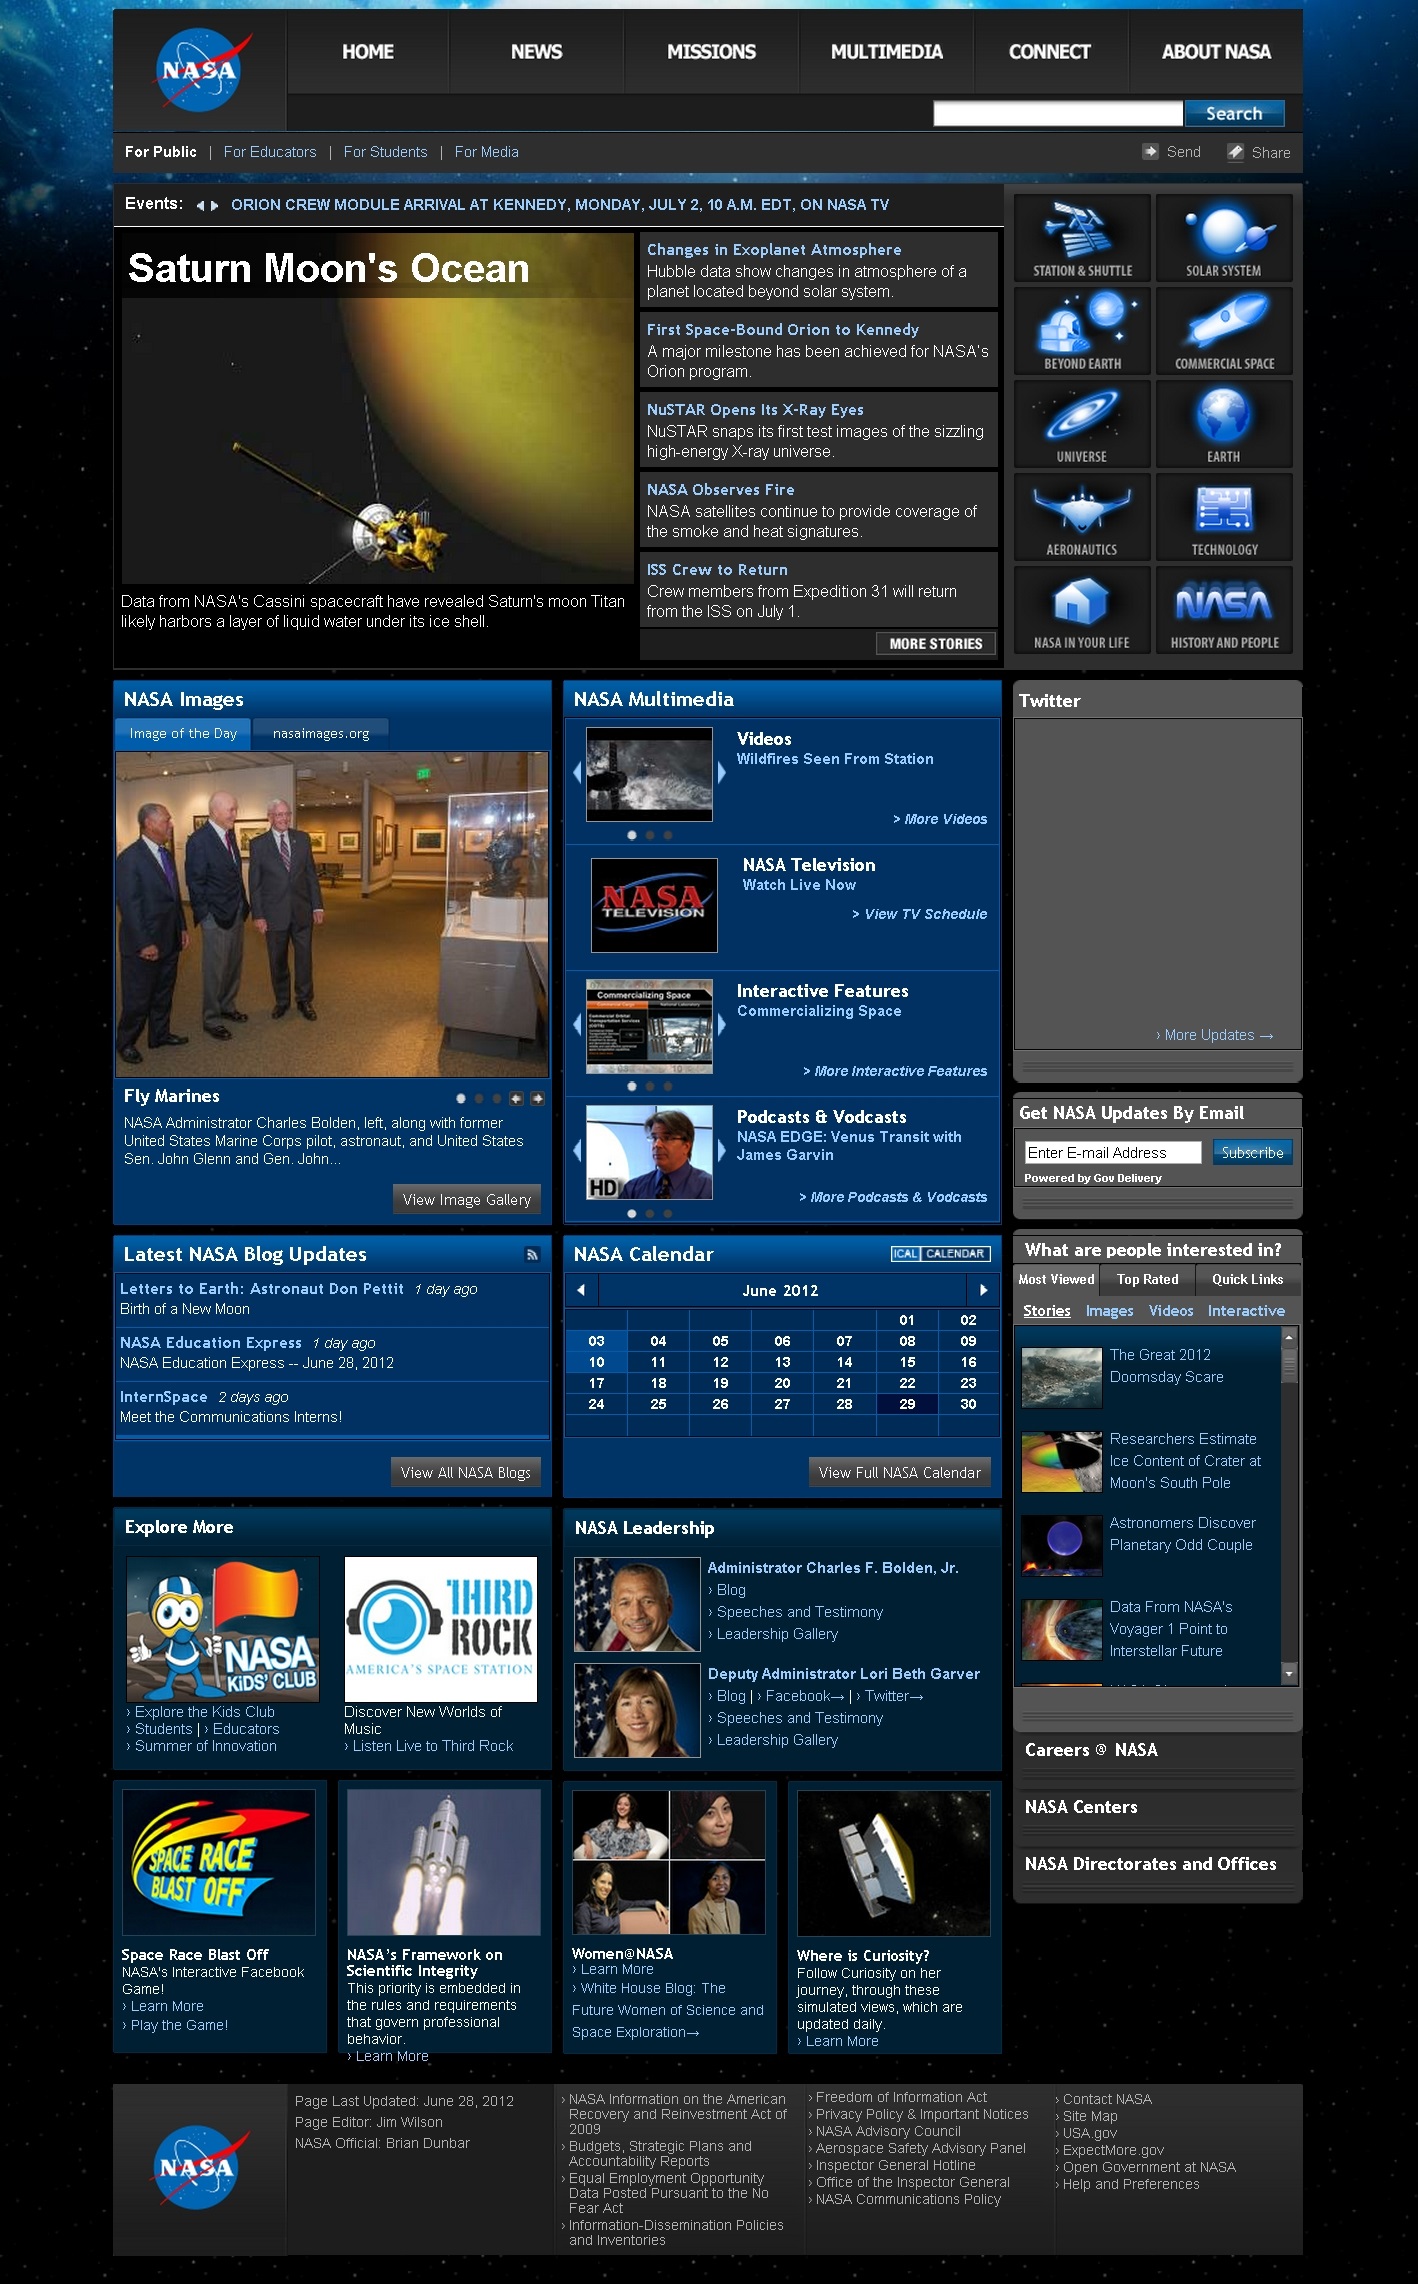 NASA
HOME
NEWS
MISSIONS
MULTIMEDIA
CONNECT
ABOUT NASA
Search
For Public | For Educators | For Students | For Media
Send
Share
Events: ORION CREW MODULE ARRIVAL AT KENNEDY, MONDAY, JULY 2, 10 A.M. EDT, ON NASA TV
Saturn Moon's Ocean
Data from NASA's Cassini spacecraft have revealed Saturn's moon Titan
likely harbors a layer of liquid water under its ice shell.
Changes in Exoplanet Atmosphere
Hubble data show changes in atmosphere of a
planet located beyond solar system.
First Space-Bound Orion to Kennedy
A major milestone has been achieved for NASA's
Orion program.
NuSTAR Opens Its X-Ray Eyes
NuSTAR snaps its first test images of the sizzling
high-energy X-ray universe.
NASA Observes Fire
NASA satellites continue to provide coverage of
the smoke and heat signatures.
ISS Crew to Return
Crew members from Expedition 31 will return
from the ISS on July 1.
MORE STORIES
STATION & SHUTTLE
SOLAR SYSTEM
BEYOND EARTH
COMMERCIAL SPACE
UNIVERSE
EARTH
AERONAUTICS
TECHNOLOGY
NASA IN YOUR LIFE
NASA
HISTORY AND PEOPLE
NASA Images
Image of the Day
nasaimages.org
Fly Marines
NASA Administrator Charles Bolden, left, along with former
United States Marine Corps pilot, astronaut, and United States
Sen. John Glenn and Gen. John...
View Image Gallery
NASA Multimedia
Videos
Wildfires Seen From Station
> More Videos
NASA
TELEVISION
NASA Television
Watch Live Now
> View TV Schedule
Commercializing Space
Interactive Features
Commercializing Space
> More Interactive Features
HD
Podcasts & Vodcasts
NASA EDGE: Venus Transit with
James Garvin
> More Podcasts & Vodcasts
Twitter
› More Updates →
Get NASA Updates By Email
Enter E-mail Address
Subscribe
Powered by Gov Delivery
Latest NASA Blog Updates
Letters to Earth: Astronaut Don Pettit 1 day ago
Birth of a New Moon
NASA Education Express 1 day ago
NASA Education Express -- June 28, 2012
InternSpace 2 days ago
Meet the Communications Interns!
View All NASA Blogs
NASA Calendar
ICAL CALENDAR
June 2012
01 02
03 04 05 06 07 08 09
10 11 12 13 14 15 16
17 18 19 20 21 22 23
24 25 26 27 28 29 30
View Full NASA Calendar
What are people interested in?
Most Viewed
Top Rated
Quick Links
Stories Images Videos Interactive
The Great 2012
Doomsday Scare
Researchers Estimate
Ice Content of Crater at
Moon's South Pole
Astronomers Discover
Planetary Odd Couple
Data From NASA's
Voyager 1 Point to
Interstellar Future
Careers @ NASA
NASA Centers
NASA Directorates and Offices
Explore More
NASA
KIDS' CLUB
› Explore the Kids Club
› Students | › Educators
› Summer of Innovation
THIRD
ROCK
AMERICA'S SPACE STATION
Discover New Worlds of
Music
› Listen Live to Third Rock
NASA Leadership
Administrator Charles F. Bolden, Jr.
› Blog
› Speeches and Testimony
› Leadership Gallery
Deputy Administrator Lori Beth Garver
› Blog | › Facebook→ | › Twitter→
› Speeches and Testimony
› Leadership Gallery
SPACE RACE
BLAST OFF
Space Race Blast Off
NASA's Interactive Facebook
Game!
› Learn More
› Play the Game!
NASA's Framework on
Scientific Integrity
This priority is embedded in
the rules and requirements
that govern professional
behavior.
› Learn More
Women@NASA
› Learn More
› White House Blog: The
Future Women of Science and
Space Exploration→
Where is Curiosity?
Follow Curiosity on her
journey, through these
simulated views, which are
updated daily.
› Learn More
NASA
Page Last Updated: June 28, 2012
Page Editor: Jim Wilson
NASA Official: Brian Dunbar
› NASA Information on the American
Recovery and Reinvestment Act of
2009
› Budgets, Strategic Plans and
Accountability Reports
› Equal Employment Opportunity
Data Posted Pursuant to the No
Fear Act
› Information-Dissemination Policies
and Inventories
› Freedom of Information Act
› Privacy Policy & Important Notices
› NASA Advisory Council
› Aerospace Safety Advisory Panel
› Inspector General Hotline
› Office of the Inspector General
› NASA Communications Policy
› Contact NASA
› Site Map
› USA.gov
› ExpectMore.gov
› Open Government at NASA
› Help and Preferences